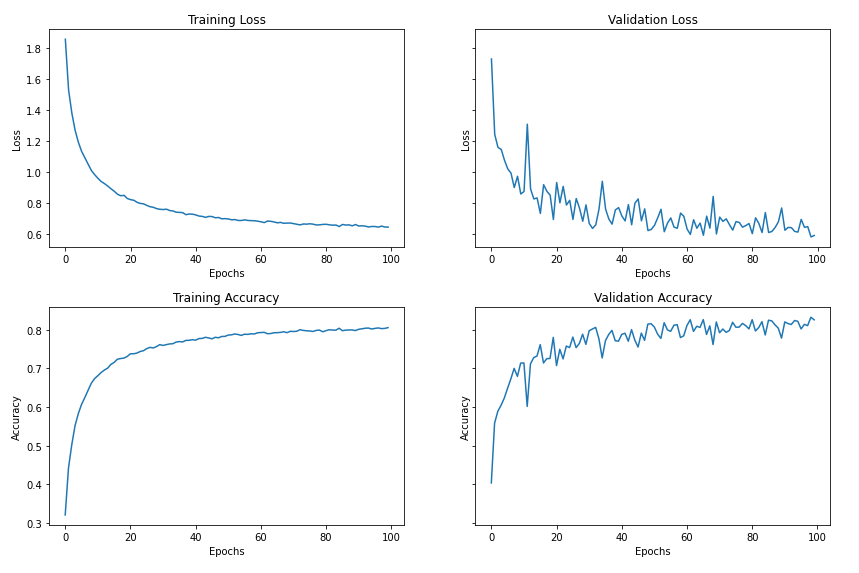 Training Loss
Validation Loss
1.8
1.6
1.4
1.2
1.0
0.8
0.6
Loss
Loss
0 20 40 60 80 100
0 20 40 60 80 100
Epochs
Epochs
Training Accuracy
Validation Accuracy
0.8
0.7
0.6
0.5
0.4
0.3
Accuracy
Accuracy
0 20 40 60 80 100
0 20 40 60 80 100
Epochs
Epochs